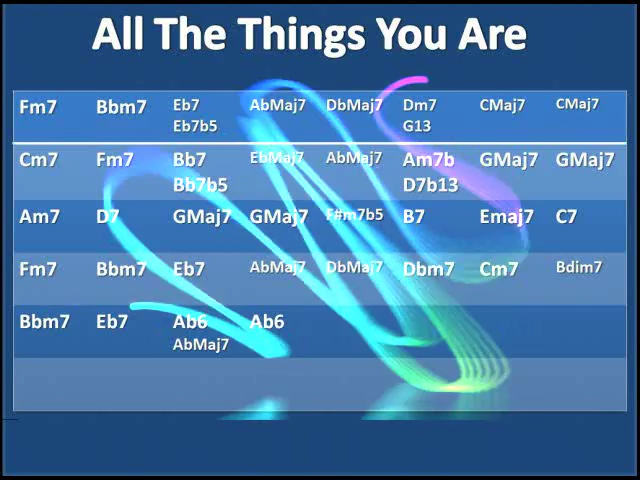 All The Things You Are
Fm7 Bbm7 Eb7 AbMaj7 DbMaj7 Dm7 CMaj7 CMaj7
Eb7b5 G13
Cm7 Fm7 Bb7 EbMaj7 AbMaj7 Am7b GMaj7 GMaj7
Bb7b5 D7b13
Am7 D7 GMaj7 GMaj7 F#m7b5 B7 Emaj7 C7
Fm7 Bbm7 Eb7 AbMaj7 DbMaj7 Dbm7 Cm7 Bdim7
Bbm7 Eb7 Ab6 Ab6
AbMaj7